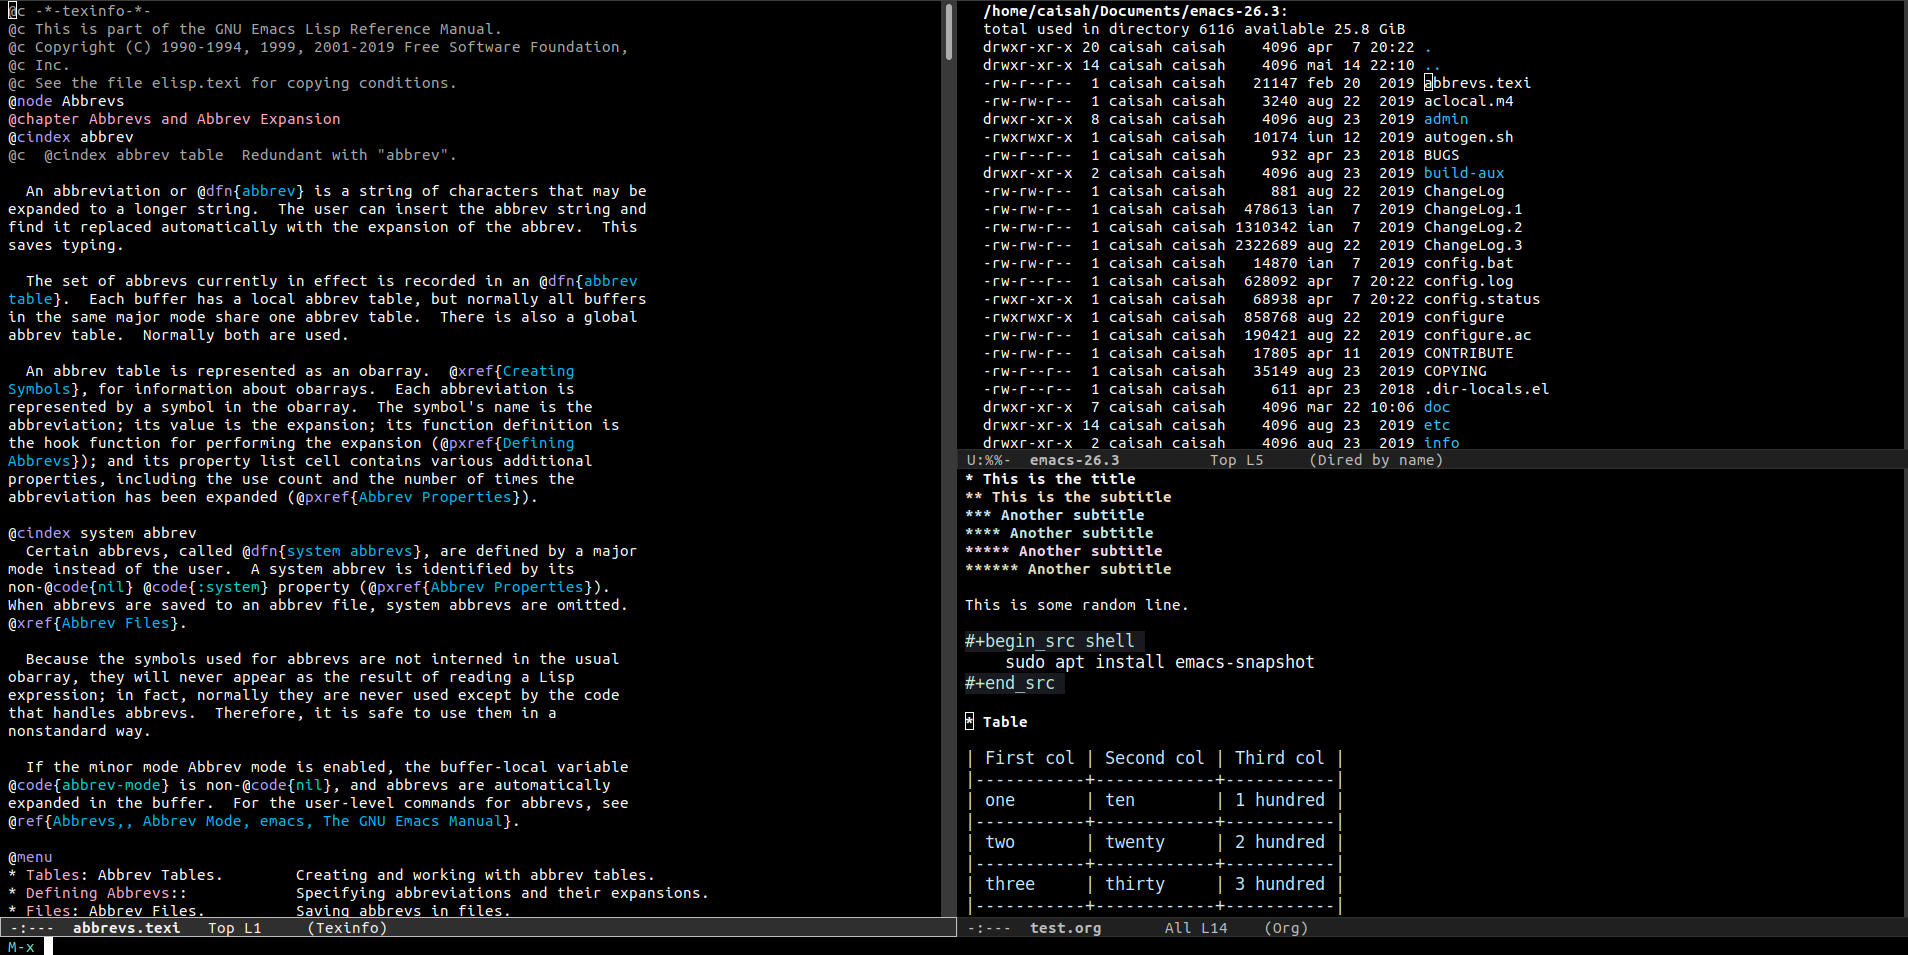 @c -*-texinfo-*-
@c This is part of the GNU Emacs Lisp Reference Manual.
@c Copyright (C) 1990-1994, 1999, 2001-2019 Free Software Foundation,
@c Inc.
@c See the file elisp.texi for copying conditions.
@node Abbrevs
@chapter Abbrevs and Abbrev Expansion
@cindex abbrev
@c  @cindex abbrev table  Redundant with "abbrev".

  An abbreviation or @dfn{abbrev} is a string of characters that may be
expanded to a longer string.  The user can insert the abbrev string and
find it replaced automatically with the expansion of the abbrev.  This
saves typing.

  The set of abbrevs currently in effect is recorded in an @dfn{abbrev
table}.  Each buffer has a local abbrev table, but normally all buffers
in the same major mode share one abbrev table.  There is also a global
abbrev table.  Normally both are used.

  An abbrev table is represented as an obarray.  @xref{Creating
Symbols}, for information about obarrays.  Each abbreviation is
represented by a symbol in the obarray.  The symbol's name is the
abbreviation; its value is the expansion; its function definition is
the hook function for performing the expansion (@pxref{Defining
Abbrevs}); and its property list cell contains various additional
properties, including the use count and the number of times the
abbreviation has been expanded (@pxref{Abbrev Properties}).

@cindex system abbrev
  Certain abbrevs, called @dfn{system abbrevs}, are defined by a major
mode instead of the user.  A system abbrev is identified by its
non-@code{nil} @code{:system} property (@pxref{Abbrev Properties}).
When abbrevs are saved to an abbrev file, system abbrevs are omitted.
@xref{Abbrev Files}.

  Because the symbols used for abbrevs are not interned in the usual
obarray, they will never appear as the result of reading a Lisp
expression; in fact, normally they are never used except by the code
that handles abbrevs.  Therefore, it is safe to use them in a
nonstandard way.

  If the minor mode Abbrev mode is enabled, the buffer-local variable
@code{abbrev-mode} is non-@code{nil}, and abbrevs are automatically
expanded in the buffer.  For the user-level commands for abbrevs, see
@ref{Abbrevs,, Abbrev Mode, emacs, The GNU Emacs Manual}.

@menu
* Tables: Abbrev Tables.        Creating and working with abbrev tables.
* Defining Abbrevs::            Specifying abbreviations and their expansions.
* Files: Abbrev Files.          Saving abbrevs in files.
-:---  abbrevs.texi   Top L1     (Texinfo)
M-x
/home/caisah/Documents/emacs-26.3:
total used in directory 6116 available 25.8 GiB
drwxr-xr-x 20 caisah caisah    4096 apr  7 20:22 .
drwxr-xr-x 14 caisah caisah    4096 mai 14 22:10 ..
-rw-r--r--  1 caisah caisah   21147 feb 20  2019 abbrevs.texi
-rw-rw-r--  1 caisah caisah    3240 aug 22  2019 aclocal.m4
drwxr-xr-x  8 caisah caisah    4096 aug 23  2019 admin
-rwxrwxr-x  1 caisah caisah   10174 iun 12  2019 autogen.sh
-rw-r--r--  1 caisah caisah     932 apr 23  2018 BUGS
drwxr-xr-x  2 caisah caisah    4096 aug 23  2019 build-aux
-rw-rw-r--  1 caisah caisah     881 aug 22  2019 ChangeLog
-rw-rw-r--  1 caisah caisah  478613 ian  7  2019 ChangeLog.1
-rw-rw-r--  1 caisah caisah 1310342 ian  7  2019 ChangeLog.2
-rw-rw-r--  1 caisah caisah 2322689 aug 22  2019 ChangeLog.3
-rw-rw-r--  1 caisah caisah   14870 ian  7  2019 config.bat
-rw-rw-r--  1 caisah caisah  628092 apr  7 20:22 config.log
-rwxr-xr-x  1 caisah caisah   68938 apr  7 20:22 config.status
-rwxrwxr-x  1 caisah caisah  858768 aug 22  2019 configure
-rw-rw-r--  1 caisah caisah  190421 aug 22  2019 configure.ac
-rw-rw-r--  1 caisah caisah   17805 apr 11  2019 CONTRIBUTE
-rw-rw-r--  1 caisah caisah   35149 aug 23  2019 COPYING
-rw-r--r--  1 caisah caisah     611 apr 23  2018 .dir-locals.el
drwxr-xr-x  7 caisah caisah    4096 mar 22 10:06 doc
drwxr-xr-x 14 caisah caisah    4096 aug 23  2019 etc
drwxr-xr-x  2 caisah caisah    4096 aug 23  2019 info
U:%%-  emacs-26.3          Top L5     (Dired by name)
* This is the title
** This is the subtitle
*** Another subtitle
**** Another subtitle
***** Another subtitle
****** Another subtitle

This is some random line.

#+begin_src shell
    sudo apt install emacs-snapshot
#+end_src

* Table

| First col | Second col | Third col |
|-----------+------------+-----------|
| one       | ten        | 1 hundred |
|-----------+------------+-----------|
| two       | twenty     | 2 hundred |
|-----------+------------+-----------|
| three     | thirty     | 3 hundred |
|-----------+------------+-----------|
-:---  test.org       All L14    (Org)